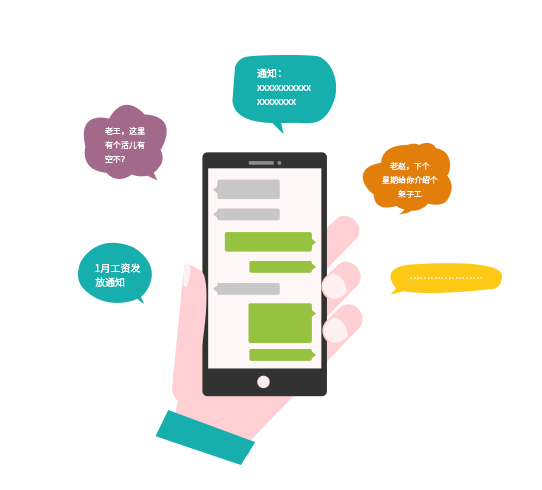 通知：
xxxxxxxxxxx
xxxxxxxx
老王，这里
有个活儿有
空不？
老赵，下个
星期给你介绍个
架子工
1月工资发
放通知
…………………